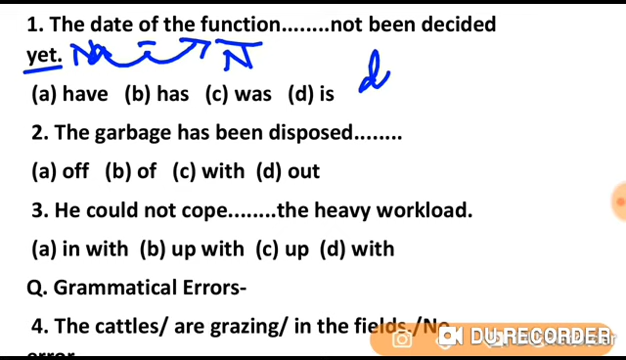 1. The date of the function........not been decided
yet.
N
d
(a) have (b) has (c) was (d) is
2. The garbage has been disposed........
(a) off (b) of (c) with (d) out
3. He could not cope........the heavy workload.
(a) in with (b) up with (c) up (d) with
Q. Grammatical Errors-
4. The cattles/ are grazing/ in the fields./No
error
DU RECORDER